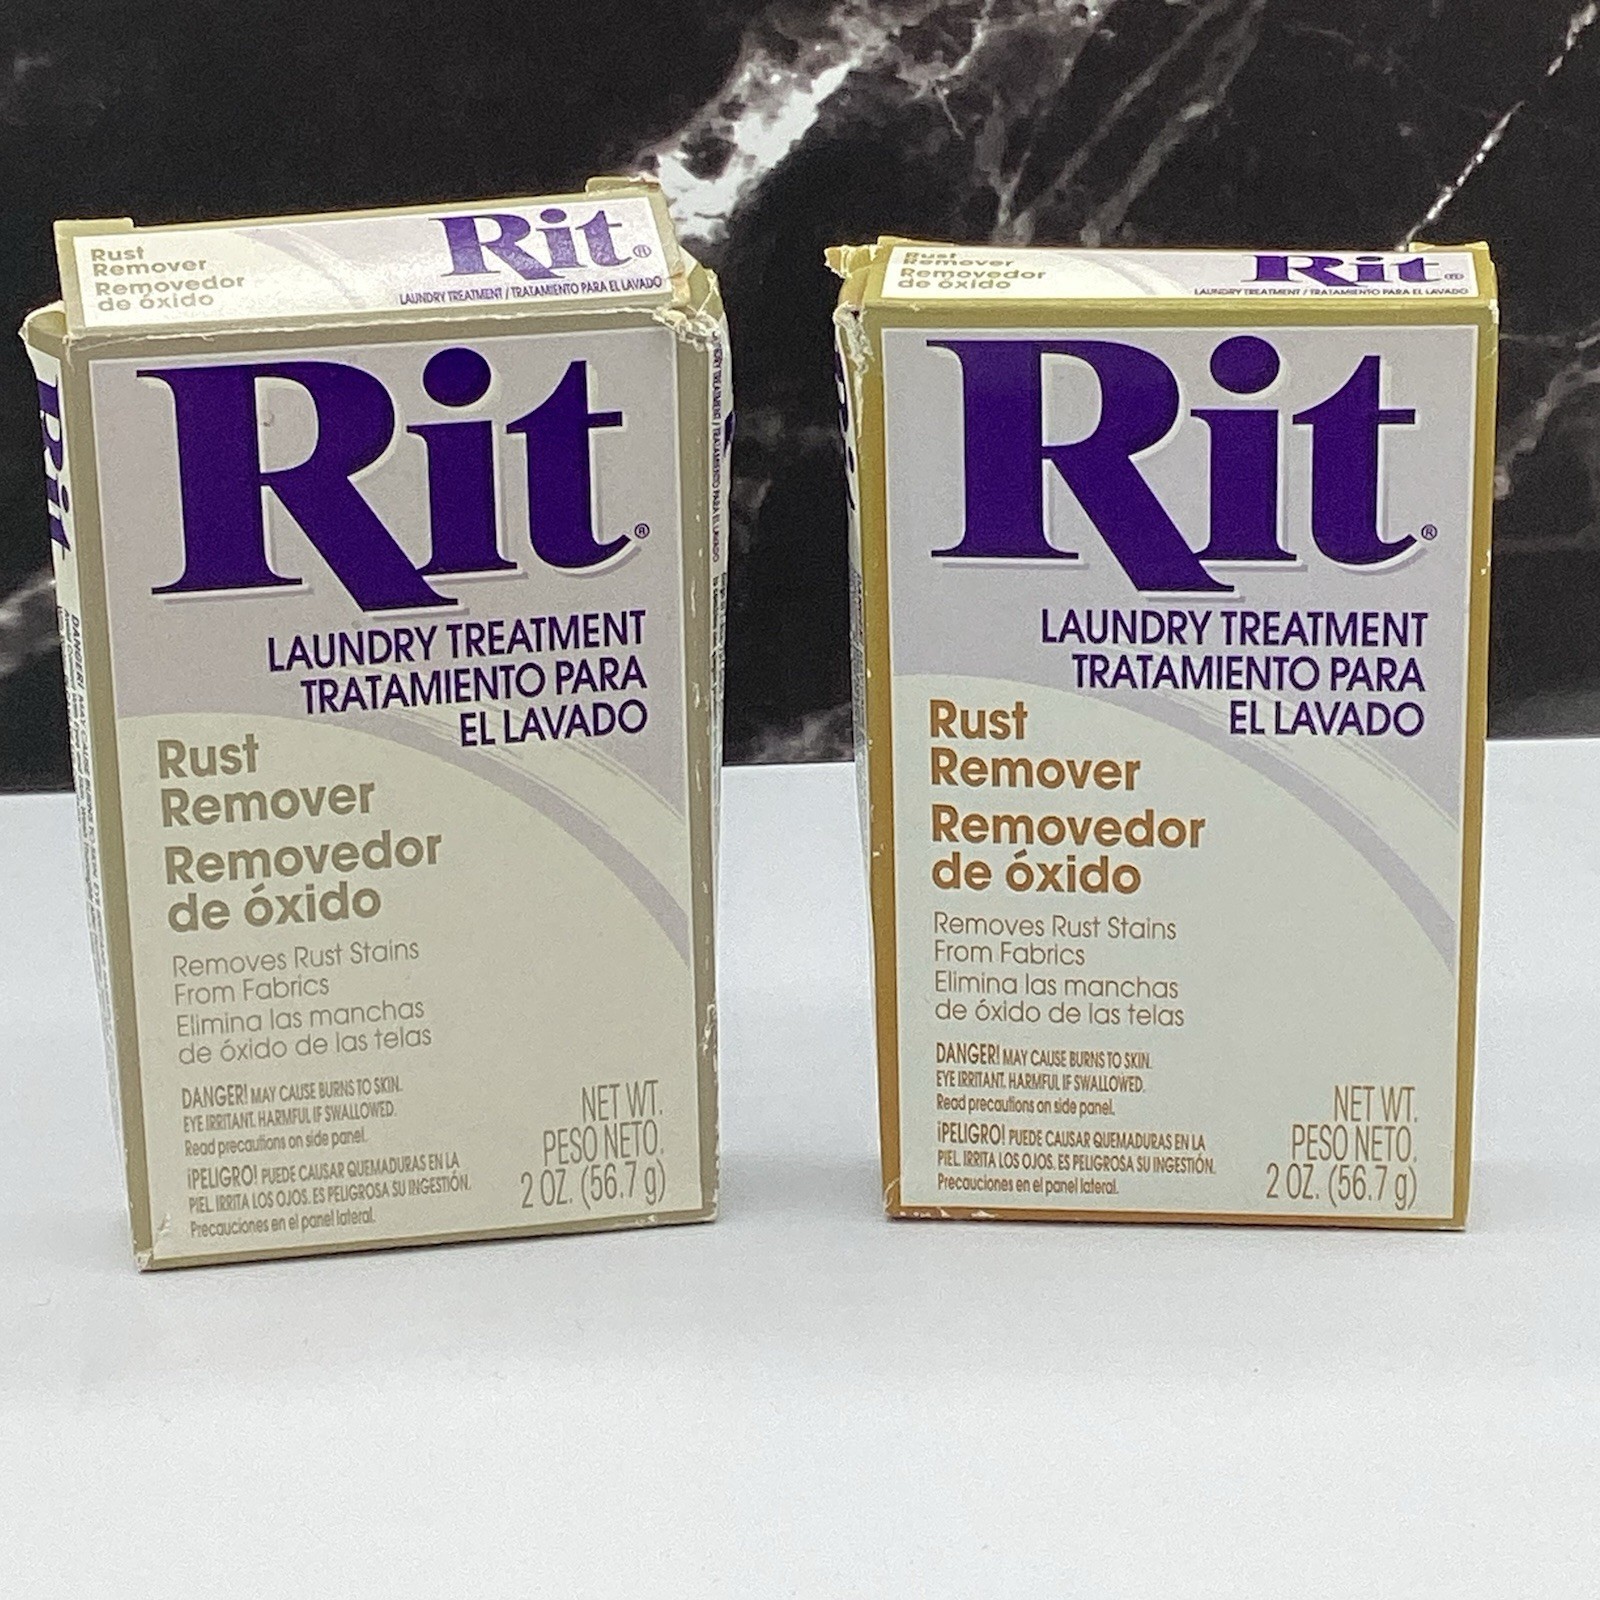 Rust
Remover
Removedor
de óxido
Rit®
LAUNDRY TREATMENT / TRATAMIENTO PARA EL LAVADO
Rit®
LAUNDRY TREATMENT
TRATAMIENTO PARA
EL LAVADO
Rust
Remover
Removedor
de óxido
Removes Rust Stains
From Fabrics
Elimina las manchas
de óxido de las telas
DANGER! MAY CAUSE BURNS TO SKIN.
EYE IRRITANT. HARMFUL IF SWALLOWED.
Read precautions on side panel.
¡PELIGRO! PUEDE CAUSAR QUEMADURAS EN LA
PIEL. IRRITA LOS OJOS. ES PELIGROSA SU INGESTIÓN.
Precauciones en el panel lateral.
NET WT.
PESO NETO.
2 OZ. (56.7 g)
Rit
LAUNDRY TREATMENT / TRATAMIENTO PARA EL LAVADO
Rust
Remover
Removedor
de óxido
Rit®
LAUNDRY TREATMENT / TRATAMIENTO PARA EL LAVADO
Rit®
LAUNDRY TREATMENT
TRATAMIENTO PARA
EL LAVADO
Rust
Remover
Removedor
de óxido
Removes Rust Stains
From Fabrics
Elimina las manchas
de óxido de las telas
DANGER! MAY CAUSE BURNS TO SKIN.
EYE IRRITANT. HARMFUL IF SWALLOWED.
Read precautions on side panel.
¡PELIGRO! PUEDE CAUSAR QUEMADURAS EN LA
PIEL. IRRITA LOS OJOS. ES PELIGROSA SU INGESTIÓN.
Precauciones en el panel lateral.
NET WT.
PESO NETO.
2 OZ. (56.7 g)